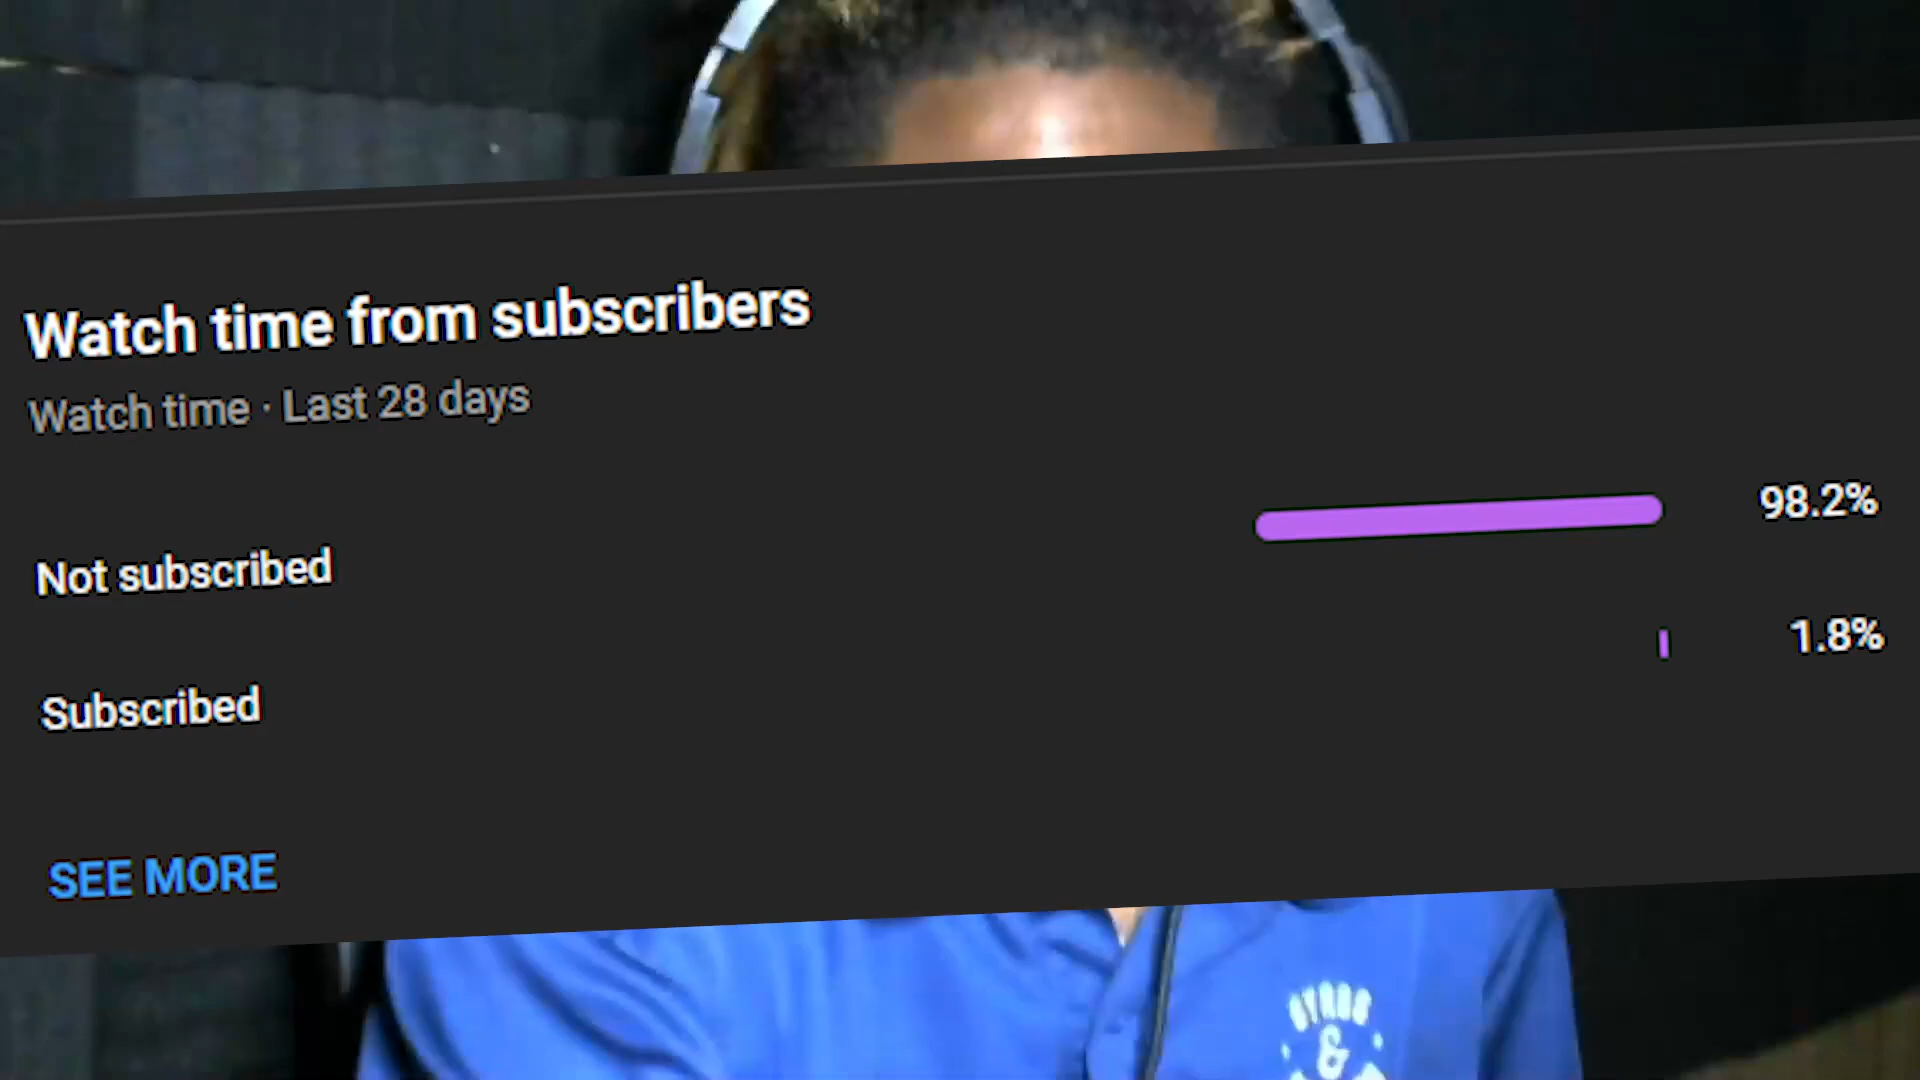 Watch time from subscribers
Watch time · Last 28 days
Not subscribed 98.2%
Subscribed 1.8%
SEE MORE
&